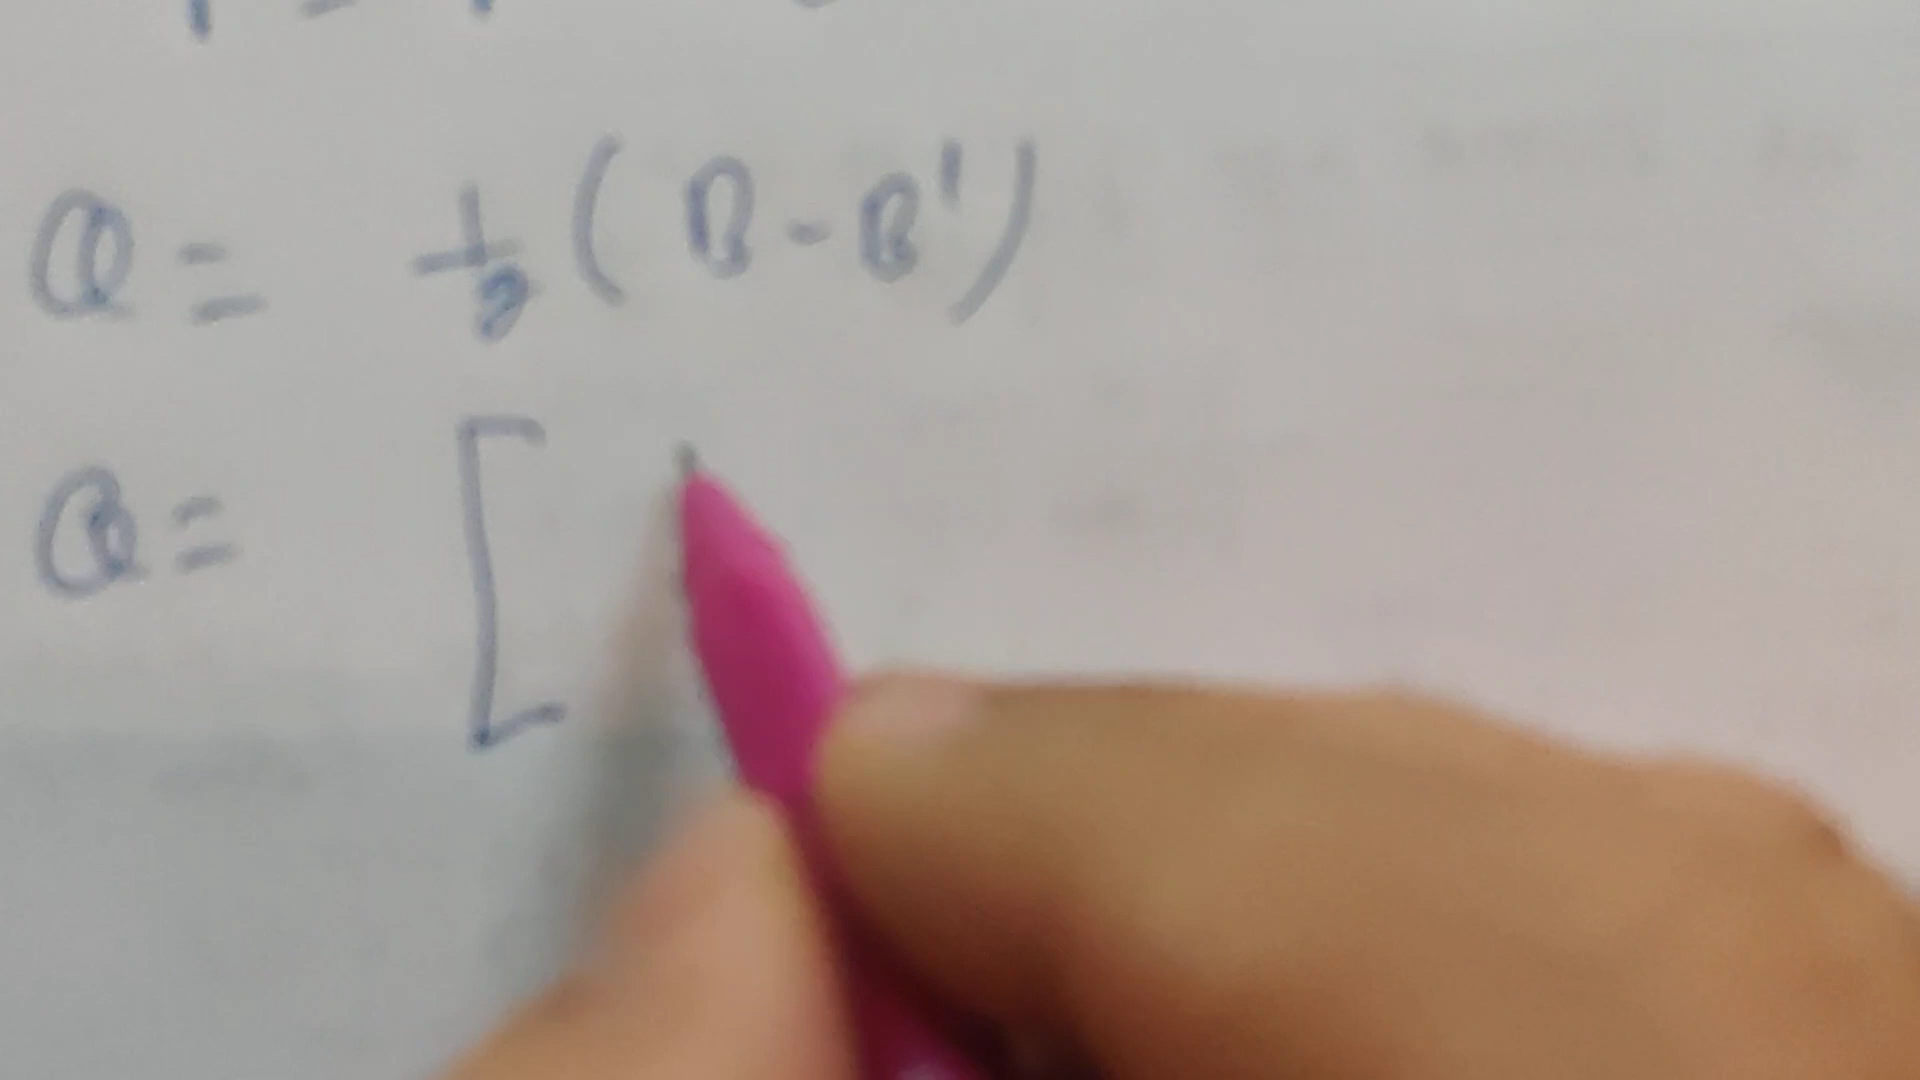 Q = 1/2 ( B - B' )
Q = [